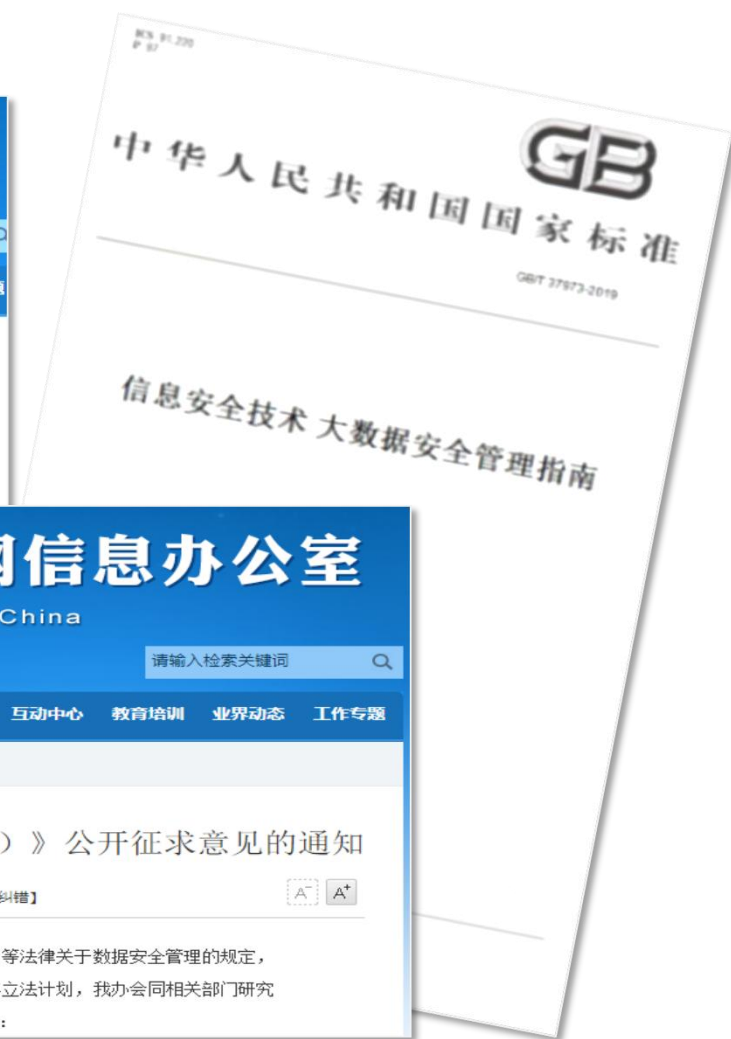 GB
中华人民共和国国家标准
GB/T 37973-2019
信息安全技术 大数据安全管理指南
信息办公室
China
请输入检索关键词
互动中心 教育培训 业界动态 工作专题
）》公开征求意见的通知
纠错】
A⁻ A⁺
等法律关于数据安全管理的规定，
立法计划，我办会同相关部门研究
：